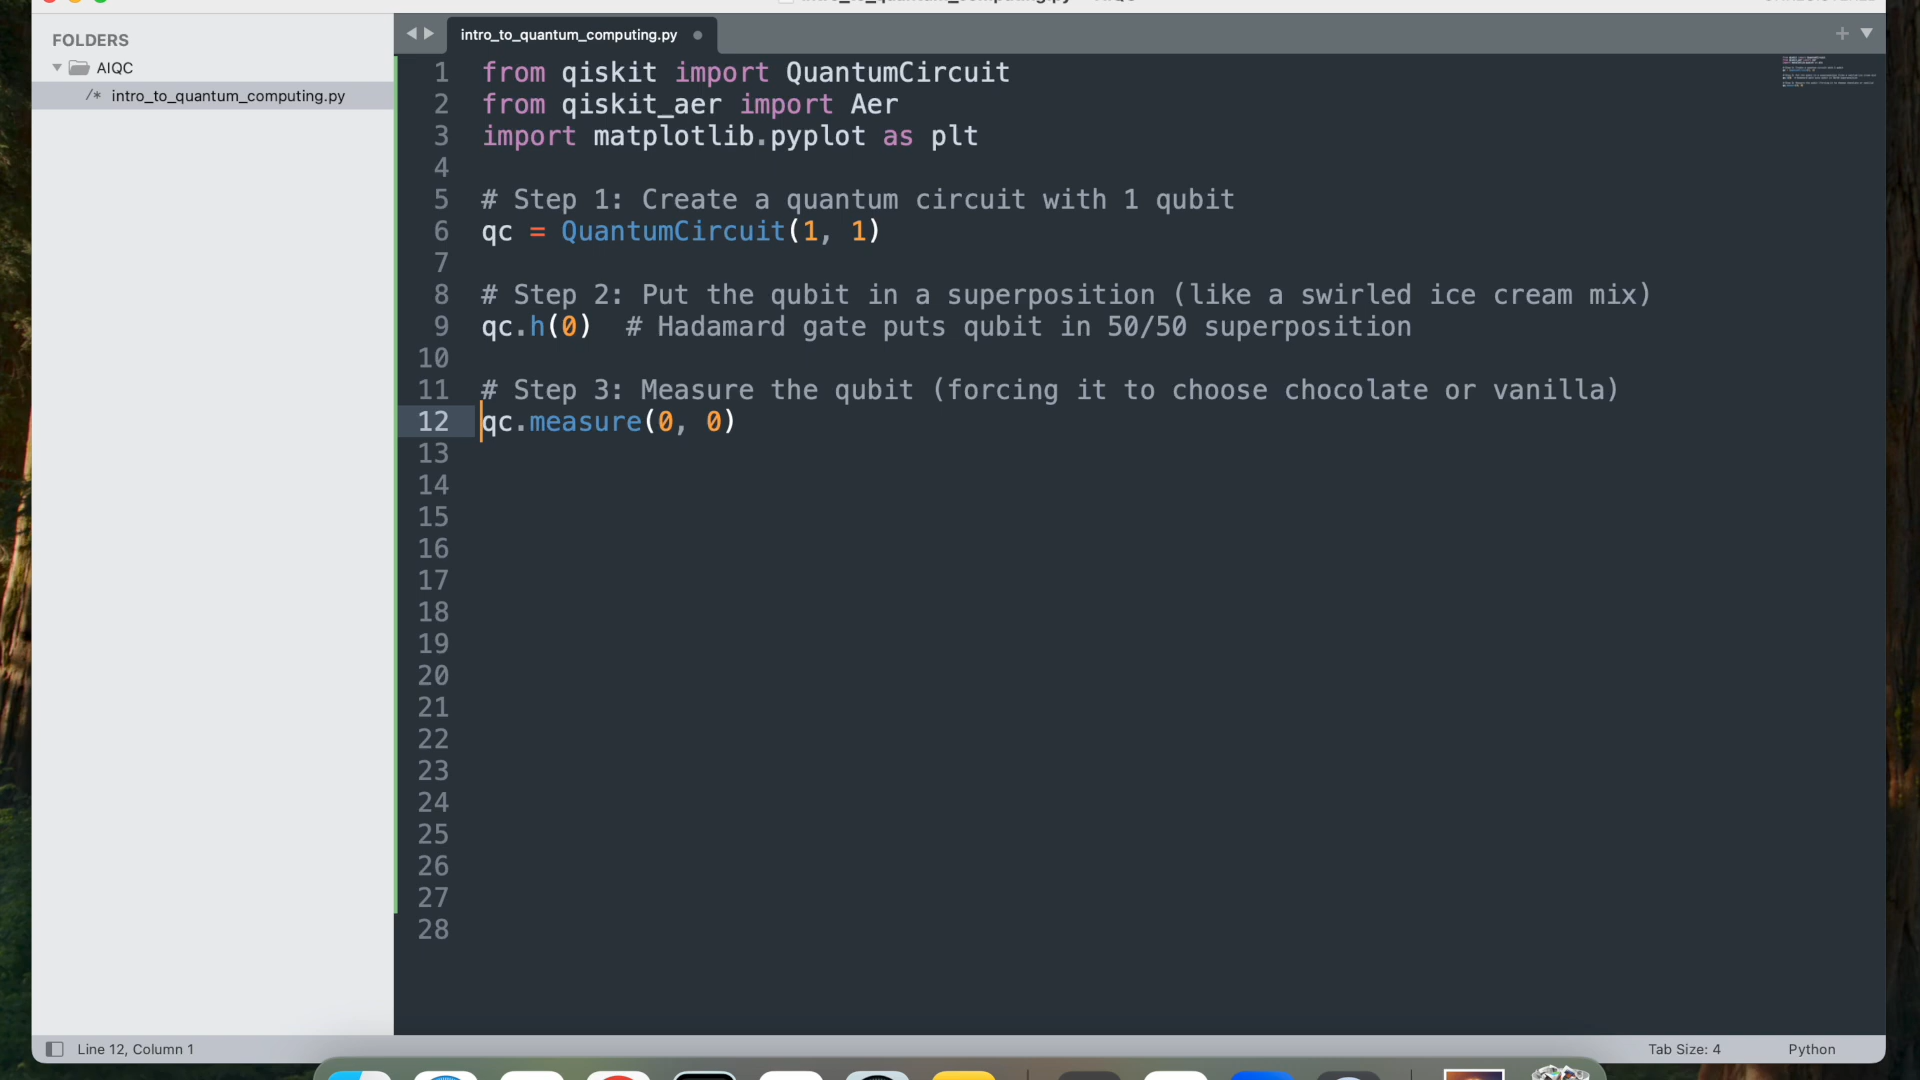 FOLDERS
AIQC
/* intro_to_quantum_computing.py
intro_to_quantum_computing.py
1 from qiskit import QuantumCircuit
2 from qiskit_aer import Aer
3 import matplotlib.pyplot as plt
4
5 # Step 1: Create a quantum circuit with 1 qubit
6 qc = QuantumCircuit(1, 1)
7
8 # Step 2: Put the qubit in a superposition (like a swirled ice cream mix)
9 qc.h(0)  # Hadamard gate puts qubit in 50/50 superposition
10
11 # Step 3: Measure the qubit (forcing it to choose chocolate or vanilla)
12 qc.measure(0, 0)
13
14
15
16
17
18
19
20
21
22
23
24
25
26
27
28
Line 12, Column 1
Tab Size: 4
Python